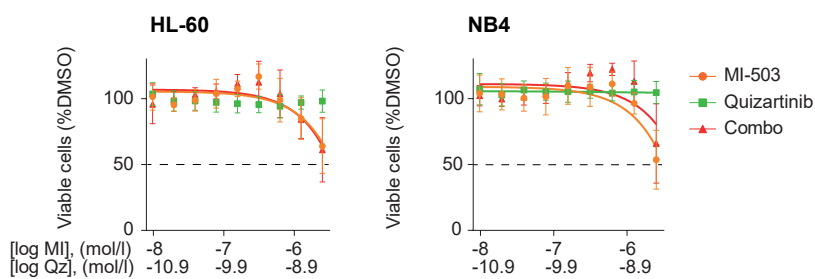 HL-60
NB4
Viable cells (%DMSO)
100
50
0
Viable cells (%DMSO)
100
50
0
MI-503
Quizartinib
Combo
[log MI], (mol/l) -8 -7 -6 -8 -7 -6
[log Qz], (mol/l) -10.9 -9.9 -8.9 -10.9 -9.9 -8.9